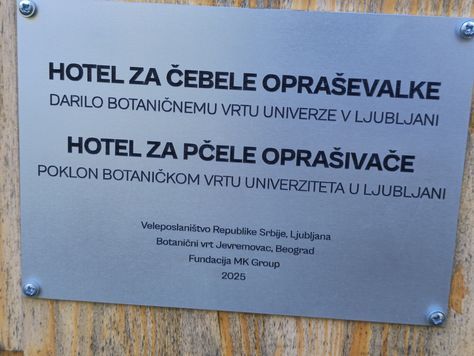 HOTEL ZA ČEBELE OPRAŠEVALKE
DARILO BOTANIČNEMU VRTU UNIVERZE V LJUBLJANI
HOTEL ZA PČELE OPRAŠIVAČE
POKLON BOTANIČKOM VRTU UNIVERZITETA U LJUBLJANI
Veleposlaništvo Republike Srbije, Ljubljana
Botanični vrt Jevremovac, Beograd
Fundacija MK Group
2025